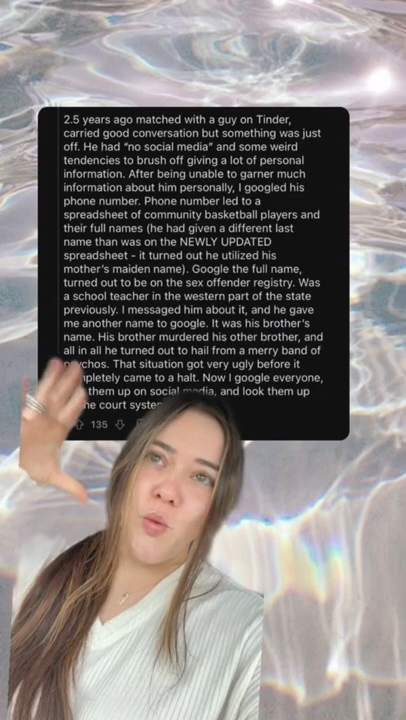 2.5 years ago matched with a guy on Tinder,
carried good conversation but something was just
off. He had "no social media" and some weird
tendencies to brush off giving a lot of personal
information. After being unable to garner much
information about him personally, I googled his
phone number. Phone number led to a
spreadsheet of community basketball players and
their full names (he had given a different last
name than was on the NEWLY UPDATED
spreadsheet - it turned out he utilized his
mother's maiden name). Google the full name,
turned out to be on the sex offender registry. Was
a school teacher in the western part of the state
previously. I messaged him about it, and he gave
me another name to google. It was his brother's
name. His brother murdered his other brother, and
all in all he turned out to hail from a merry band of
psychos. That situation got very ugly before it
completely came to a halt. Now I google everyone,
them up on social media, and look them up
the court system
135